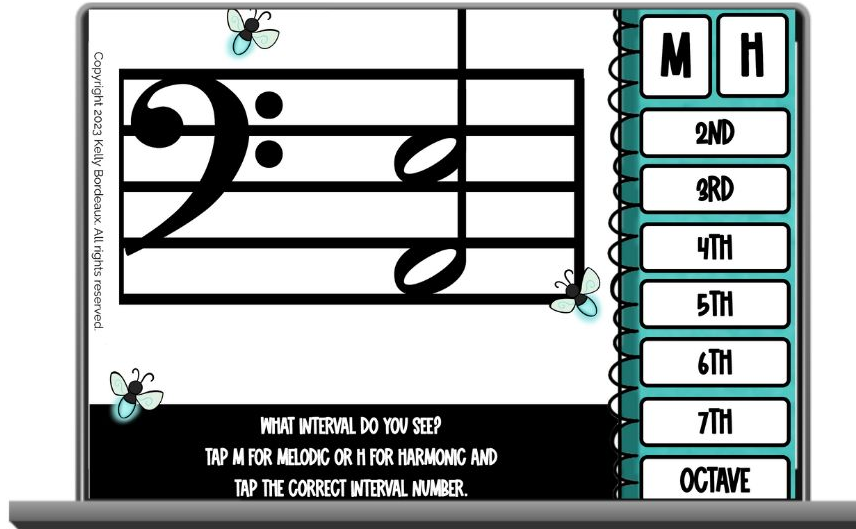 Copyright 2023 Kelly Bordeaux. All rights reserved.
M H
2ND
3RD
4TH
5TH
6TH
7TH
OCTAVE
WHAT INTERVAL DO YOU SEE?
TAP M FOR MELODIC OR H FOR HARMONIC AND
TAP THE CORRECT INTERVAL NUMBER.